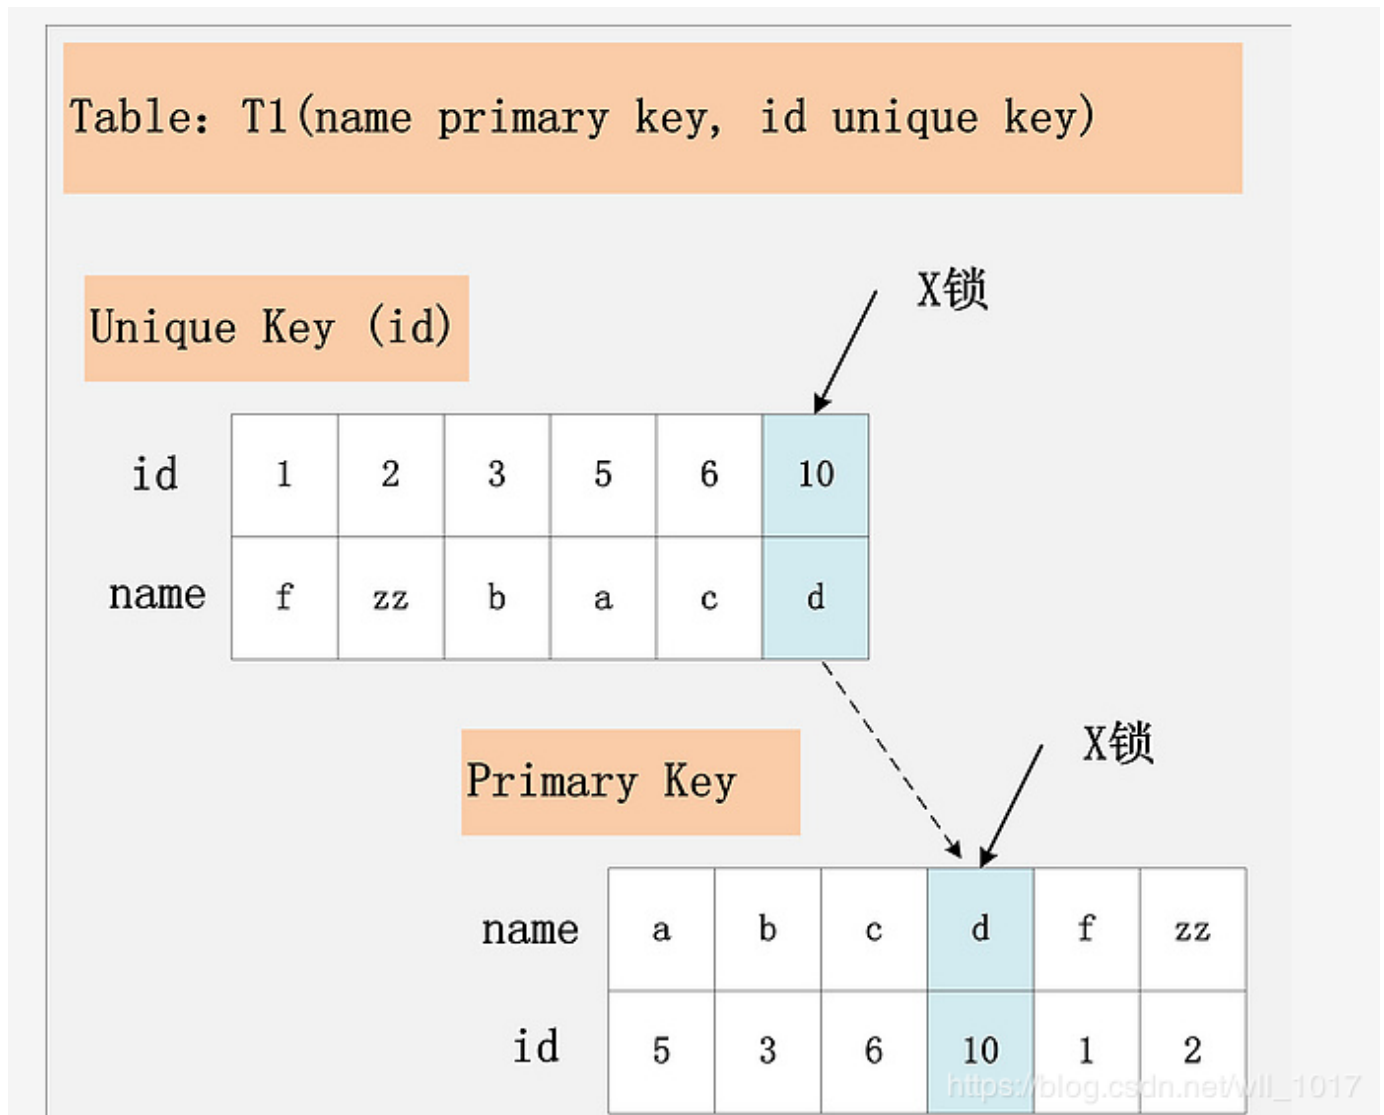 Table：T1(name primary key, id unique key)
X锁
Unique Key (id)
id 1 2 3 5 6 10
name f zz b a c d
X锁
Primary Key
name a b c d f zz
id 5 3 6 10 1 2
https://blog.csdn.net/wll_1017